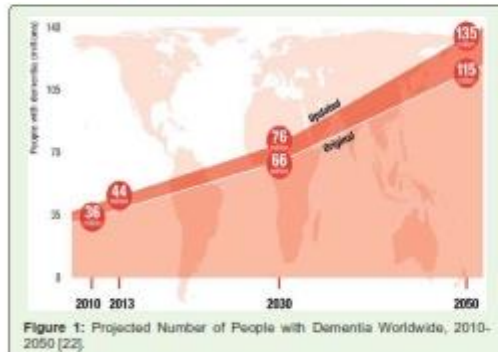 140
105
70
35
0
People with dementia (millions)
135
million
115
million
Updated
Original
76
million
66
million
44
million
36
million
2010 2013 2030 2050
Figure 1: Projected Number of People with Dementia Worldwide, 2010-
2050 [22].